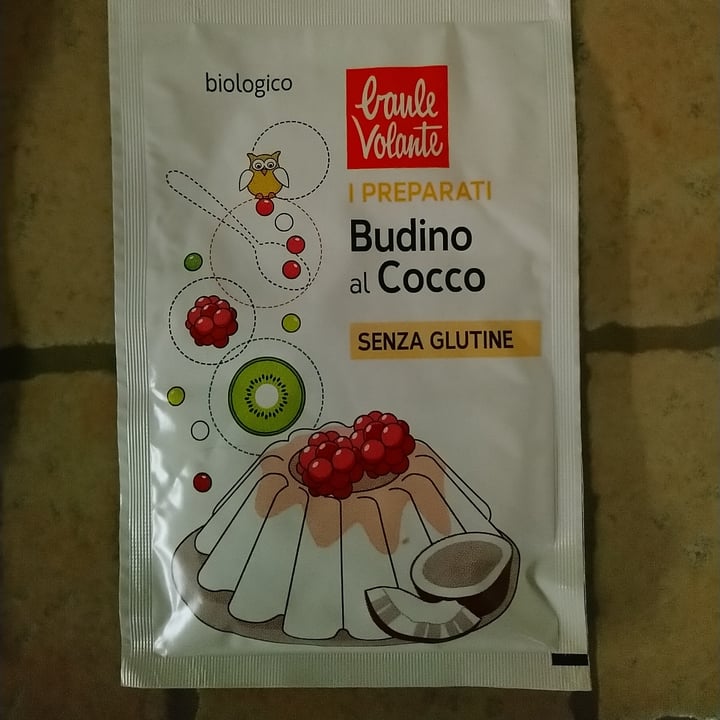 biologico
baule
Volante
I PREPARATI
Budino
al Cocco
SENZA GLUTINE